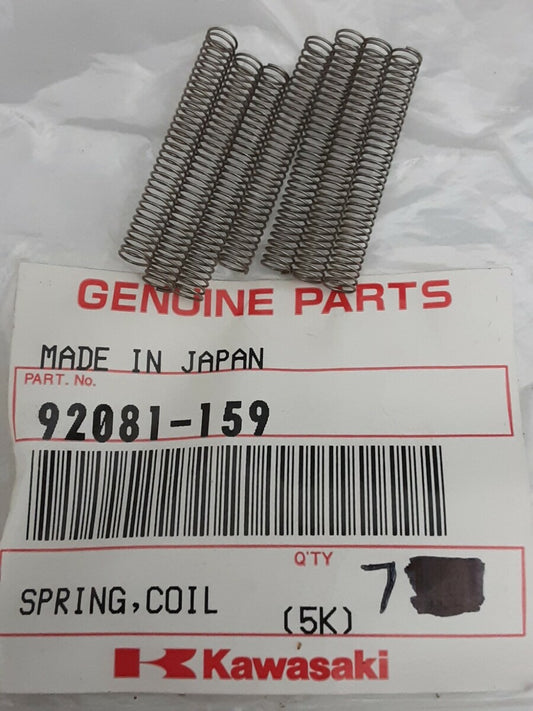 GENUINE PARTS
MADE IN JAPAN
PART. No.
92081-159
Q'TY
7
SPRING,COIL
(5K)
Kawasaki